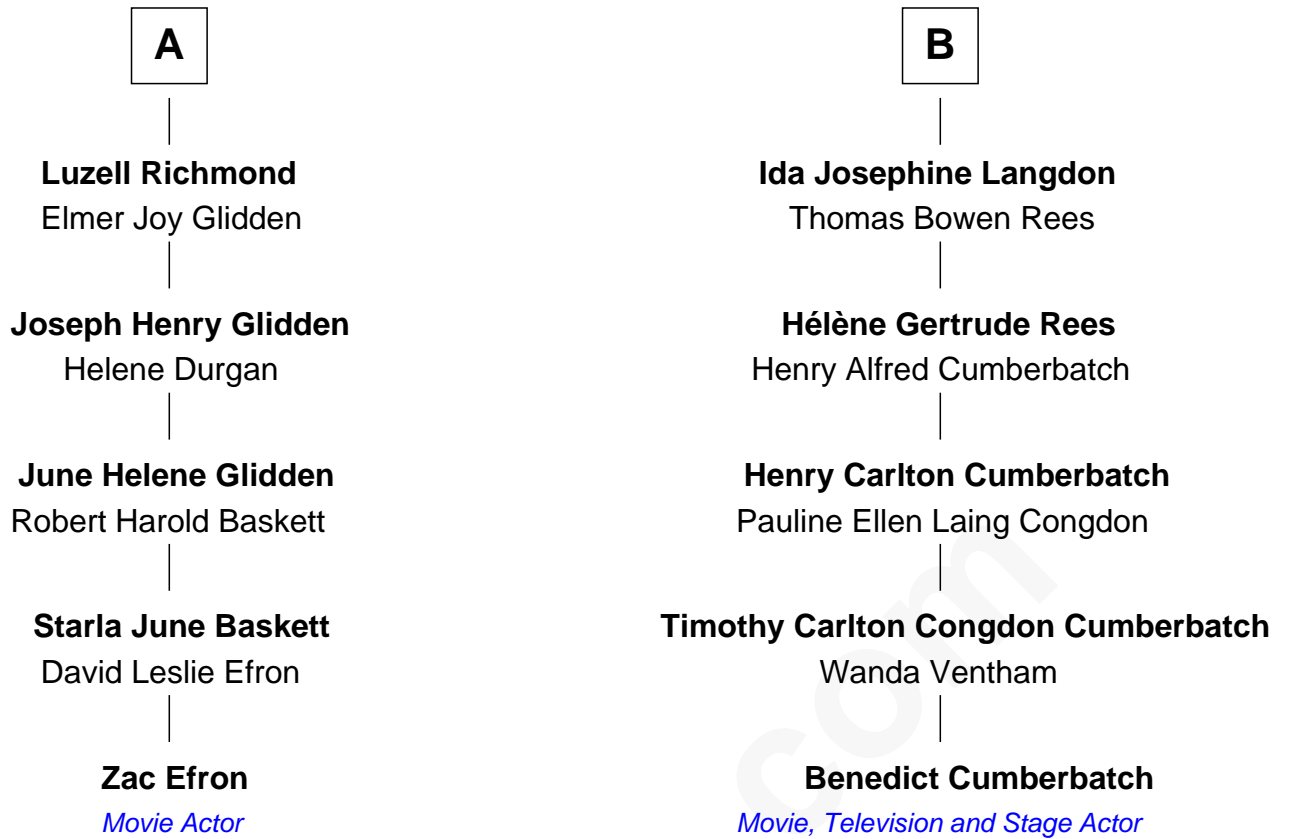 A
Luzell Richmond
Elmer Joy Glidden
Joseph Henry Glidden
Helene Durgan
June Helene Glidden
Robert Harold Baskett
Starla June Baskett
David Leslie Efron
Zac Efron
Movie Actor
B
Ida Josephine Langdon
Thomas Bowen Rees
Hélène Gertrude Rees
Henry Alfred Cumberbatch
Henry Carlton Cumberbatch
Pauline Ellen Laing Congdon
Timothy Carlton Congdon Cumberbatch
Wanda Ventham
Benedict Cumberbatch
Movie, Television and Stage Actor
com